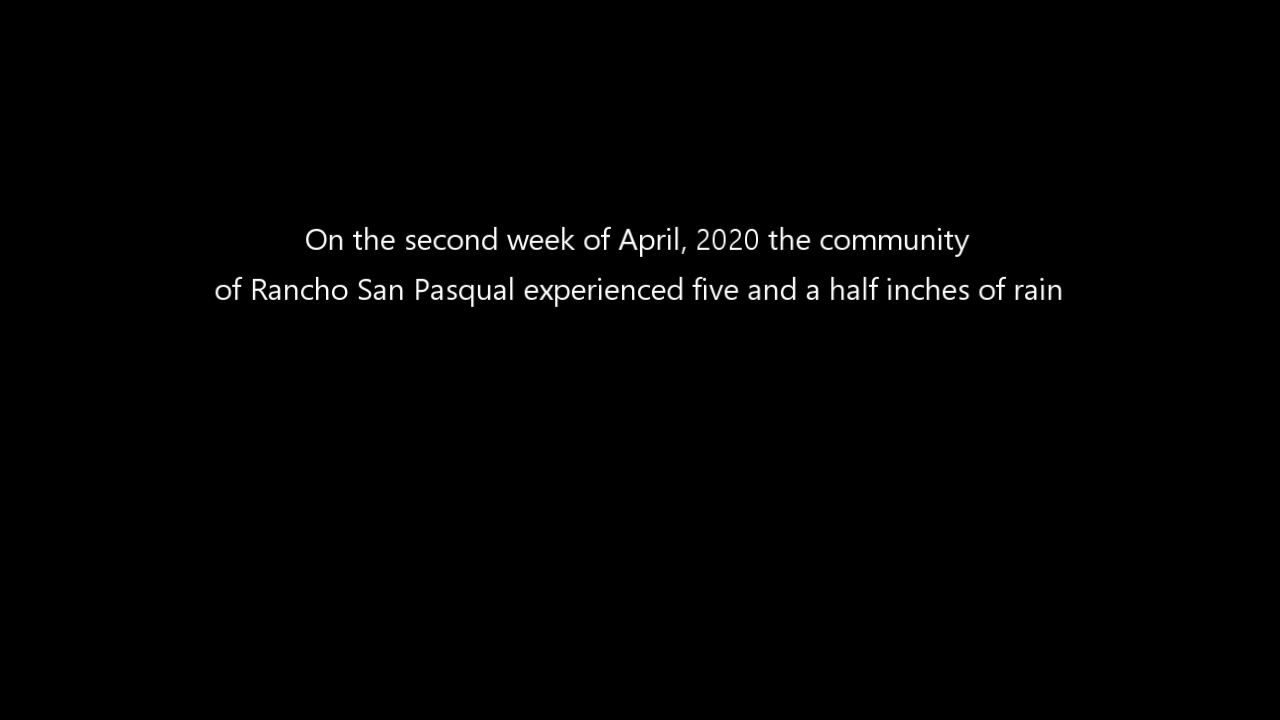 On the second week of April, 2020 the community
of Rancho San Pasqual experienced five and a half inches of rain